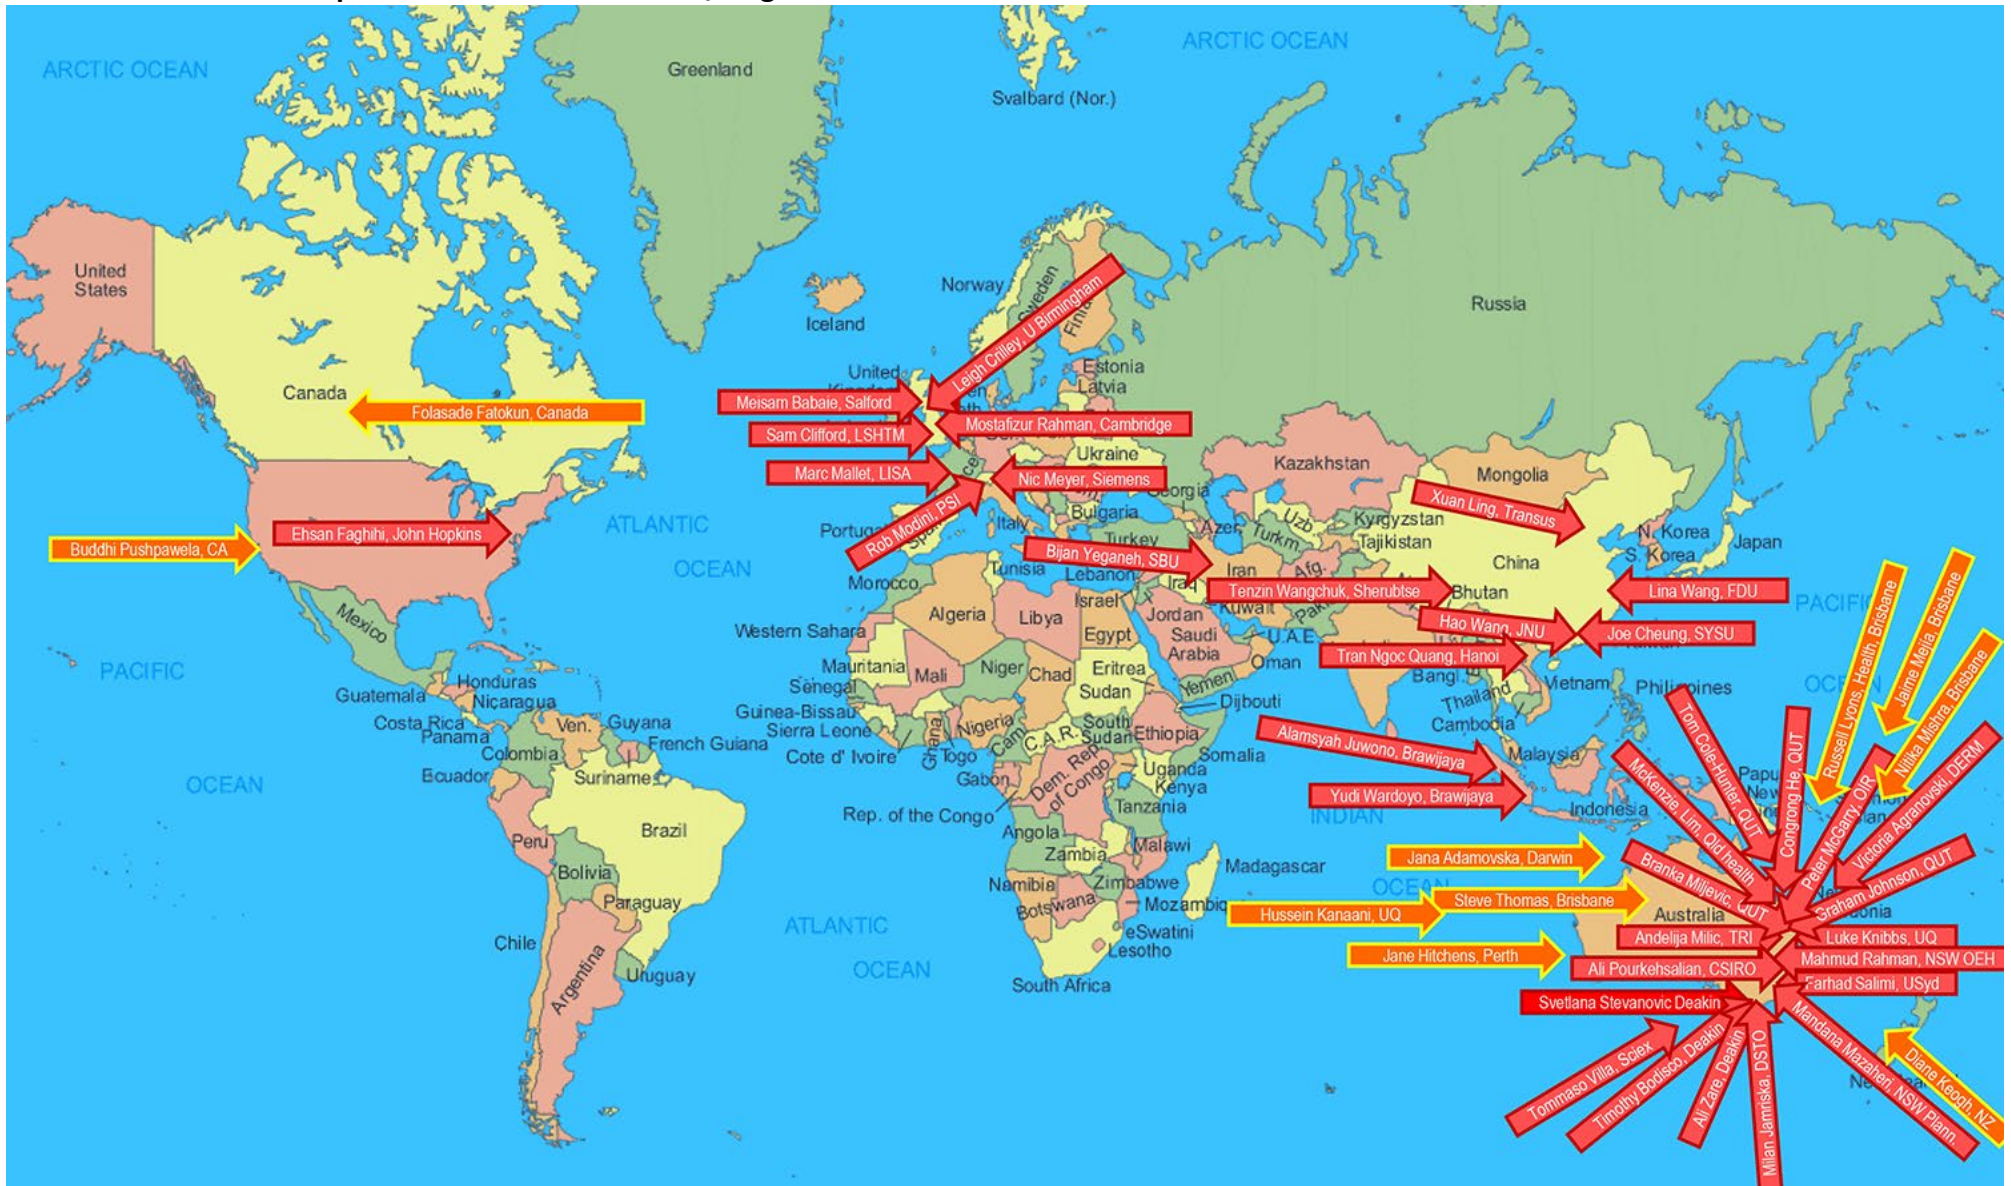 ARCTIC OCEAN
Greenland
Svalbard (Nor.)
ARCTIC OCEAN
United
States
Canada
Folasade Fatokun, Canada
Buddhi Pushpawela, CA
Ehsan Faghihi, John Hopkins
Iceland
Norway
Sweden
Russia
Leigh Crilley, U Birmingham
United
Estonia
Latvia
Meisam Babaie, Salford
Mostafizur Rahman, Cambridge
Sam Clifford, LSHTM
Marc Mallet, LISA
Nic Meyer, Siemens
Rob Modini, PSI
Ukraine
Kazakhstan
Mongolia
Xuan Ling, Transus
Georgia
Bulgaria
Italy
ATLANTIC
OCEAN
Azer.
Uzb.
Turkm.
Kyrgyzstan
Tajikistan
N. Korea
S. Korea
Japan
Turkey
Bijan Yeganeh, SBU
China
Iran
Afg.
Tunisia
Lebanon
Iraq
Morocco
Tenzin Wangchuk, Sherubtse
Bhutan
Lina Wang, FDU
PACIFIC
OCEAN
Mexico
Algeria
Libya
Israel
Egypt
Jordan
Kuwait
Saudi
Arabia
U.A.E.
Oman
Hao Wang, JNU
Joe Cheung, SYSU
Tran Ngoc Quang, Hanoi
Western Sahara
Mauritania
Mali
Niger
Chad
Eritrea
Sudan
Yemen
Djibouti
Bangl.
Thailand
Vietnam
Philippines
Cambodia
PACIFIC
OCEAN
Honduras
Guatemala
Nicaragua
Costa Rica
Panama
Ven.
Guyana
French Guiana
Colombia
Suriname
Ecuador
Senegal
Guinea-Bissau
Sierra Leone
Cote d' Ivoire
Ghana
Togo
Nigeria
Cam.
C.A.R.
South
Sudan
Ethiopia
Somalia
Gabon
Dem. Rep.
of Congo
Uganda
Kenya
Rep. of the Congo
Tanzania
Alamsyah Juwono, Brawijaya
Yudi Wardoyo, Brawijaya
Malaysia
Indonesia
INDIAN
OCEAN
Papua
New
Russell Lyons, Health, Brisbane
Jaime Mejia, Brisbane
Nitika Mishra, Brisbane
Tom Cole-Hunter, QUT
McKenzie, Lim, Qld health
Congrong He, QUT
Peter McGarry, OIR
Victoria Agranovski, DERM
Graham Johnson, QUT
Branka Miljevic, QUT
Peru
Brazil
Bolivia
Paraguay
Chile
Argentina
Uruguay
ATLANTIC
OCEAN
Angola
Zambia
Malawi
Namibia
Zimbabwe
Botswana
Mozambiq
Madagascar
eSwatini
Lesotho
South Africa
Jana Adamovska, Darwin
Hussein Kanaani, UQ
Steve Thomas, Brisbane
Australia
Jane Hitchens, Perth
Andelija Milic, TRI
Luke Knibbs, UQ
Ali Pourkehsalian, CSIRO
Mahmud Rahman, NSW OEH
Svetlana Stevanovic Deakin
Farhad Salimi, USyd
Tommaso Villa, Sciex
Timothy Bodisco, Deakin
Ali Zare, Deakin
Milan Jamriska, DSTO
Mandana Mazaheri, NSW Plann.
Diane Keogh, NZ